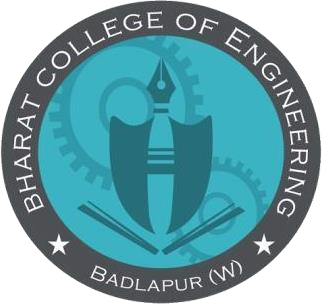 BHARAT COLLEGE OF ENGINEERING
BADLAPUR (W)